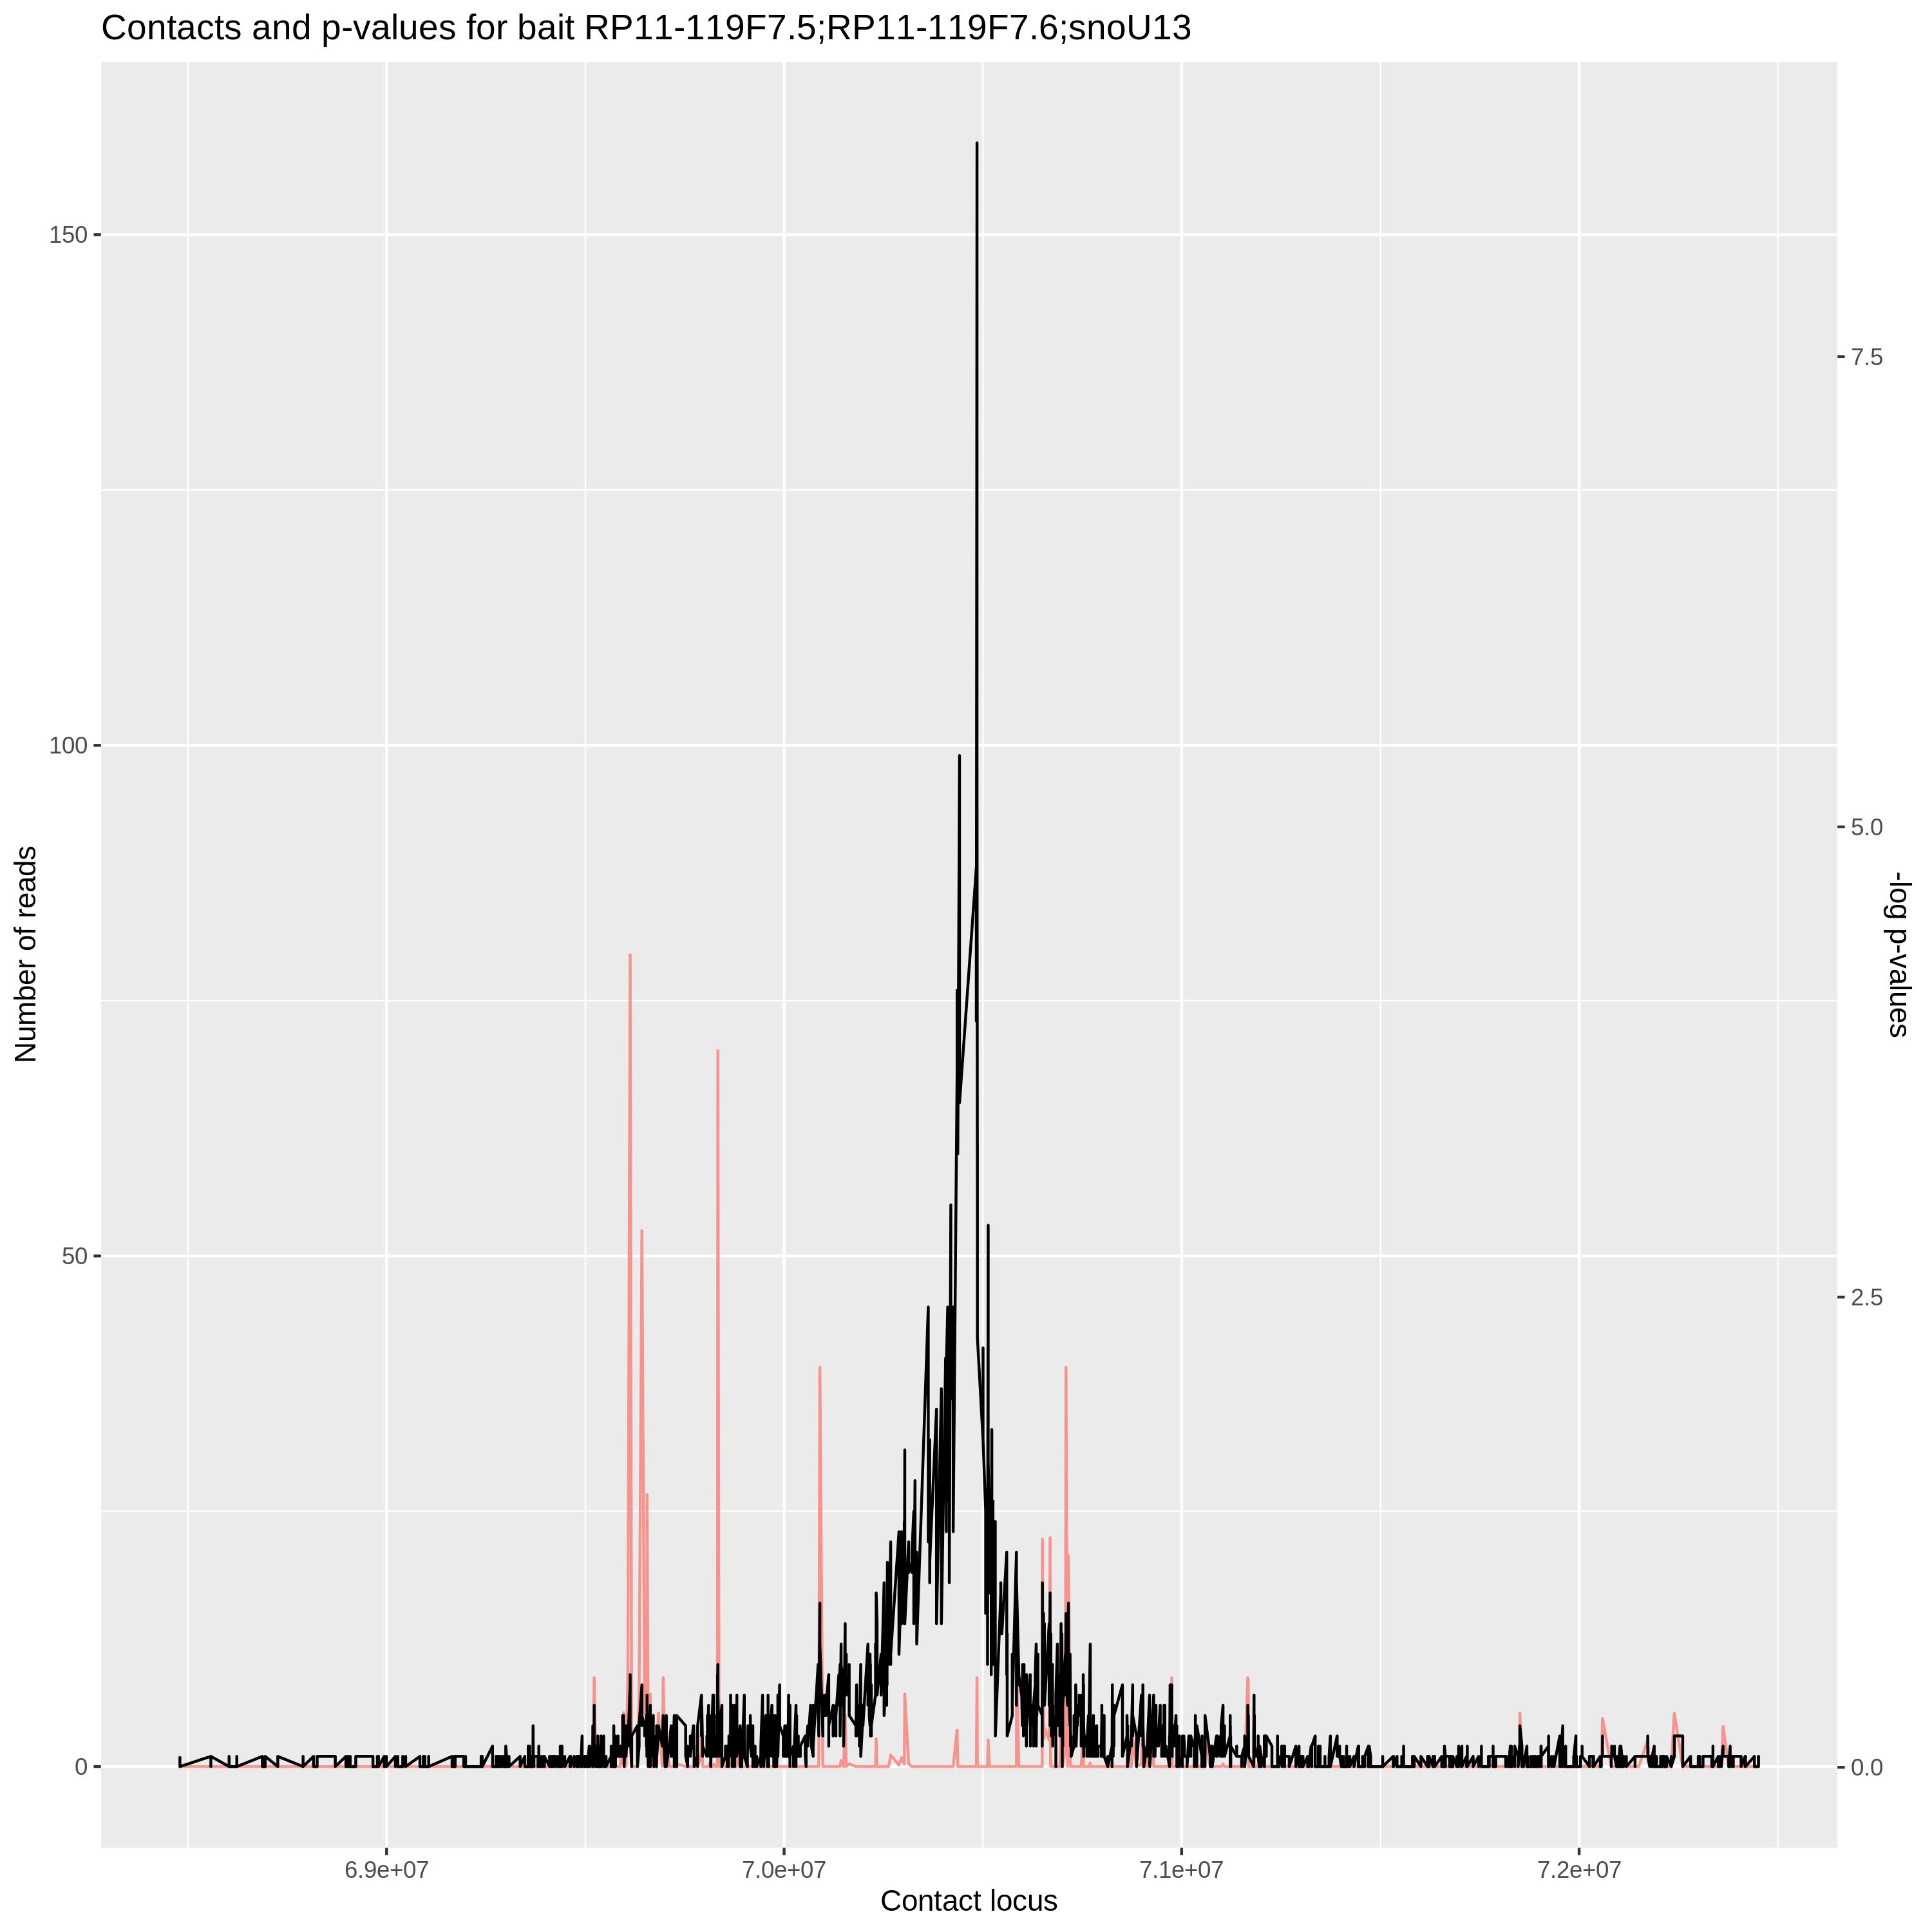 Contacts and p-values for bait RP11-119F7.5;RP11-119F7.6;snoU13
150
100
50
0
Number of reads
7.5
5.0
2.5
0.0
-log p-values
6.9e+07 7.0e+07 7.1e+07 7.2e+07
Contact locus